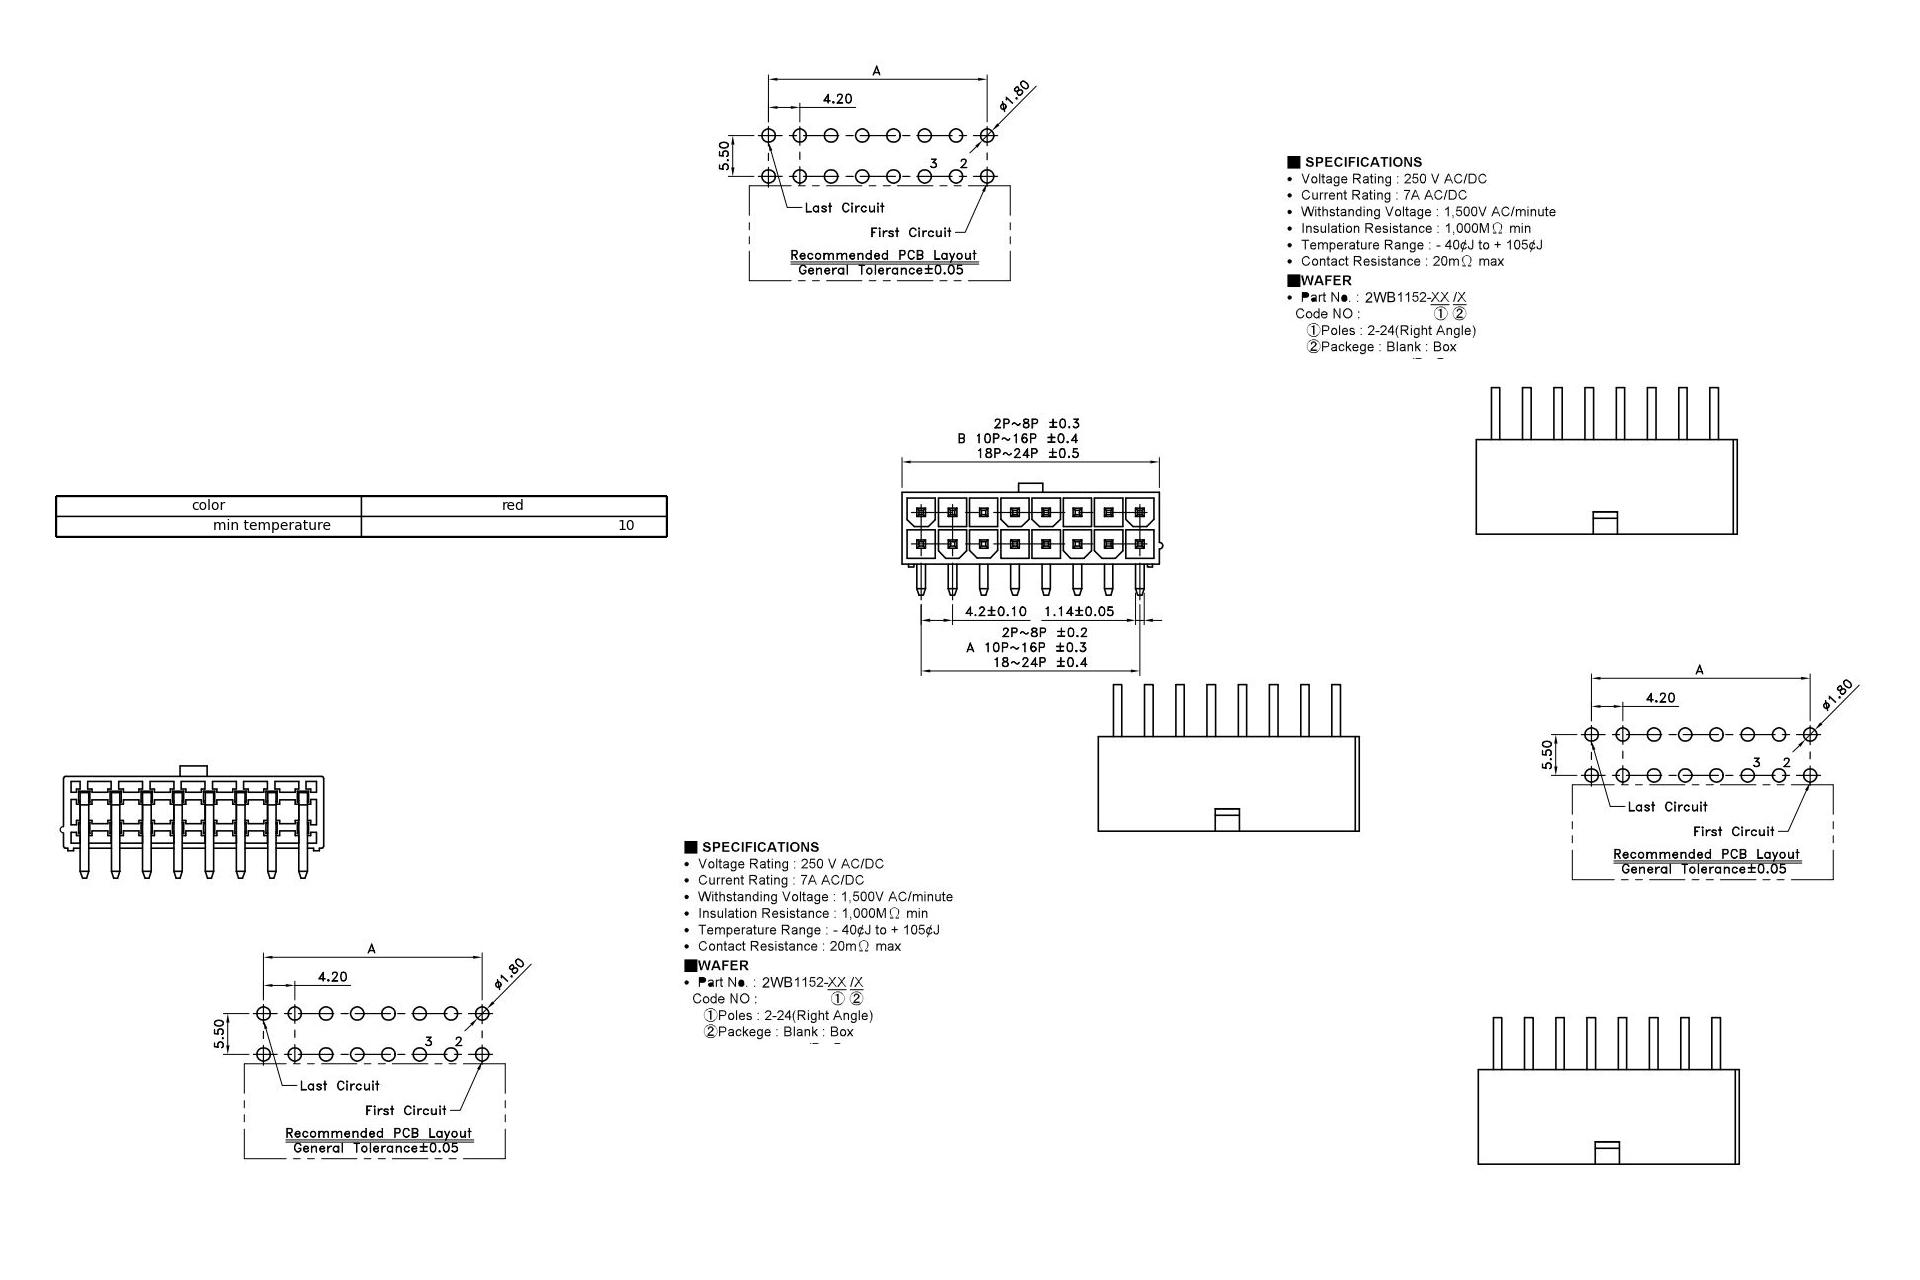 A
4.20
ø1.80
5.50
3 2
Last Circuit
First Circuit
Recommended PCB Layout
General Tolerance±0.05
■ SPECIFICATIONS
• Voltage Rating : 250 V AC/DC
• Current Rating : 7A AC/DC
• Withstanding Voltage : 1,500V AC/minute
• Insulation Resistance : 1,000MΩ min
• Temperature Range : - 40¢J to + 105¢J
• Contact Resistance : 20mΩ max
■WAFER
• Part No. : 2WB1152-XX /X
Code NO : ① ②
①Poles : 2-24(Right Angle)
②Packege : Blank : Box
2P~8P ±0.3
B 10P~16P ±0.4
18P~24P ±0.5
color red
min temperature 10
4.2±0.10 1.14±0.05
2P~8P ±0.2
A 10P~16P ±0.3
18~24P ±0.4
A
4.20
ø1.80
5.50
3 2
Last Circuit
First Circuit
Recommended PCB Layout
General Tolerance±0.05
■ SPECIFICATIONS
• Voltage Rating : 250 V AC/DC
• Current Rating : 7A AC/DC
• Withstanding Voltage : 1,500V AC/minute
• Insulation Resistance : 1,000MΩ min
• Temperature Range : - 40¢J to + 105¢J
• Contact Resistance : 20mΩ max
■WAFER
• Part No. : 2WB1152-XX /X
Code NO : ① ②
①Poles : 2-24(Right Angle)
②Packege : Blank : Box
A
4.20
ø1.80
5.50
3 2
Last Circuit
First Circuit
Recommended PCB Layout
General Tolerance±0.05